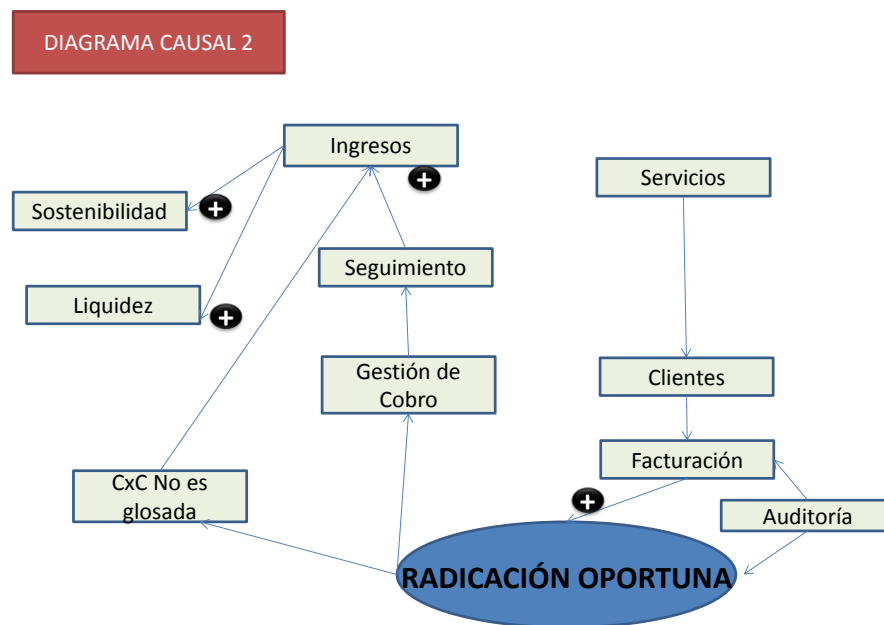 DIAGRAMA CAUSAL 2
Ingresos
+
Servicios
Sostenibilidad
+
Seguimiento
Liquidez
+
Gestión de
Cobro
Clientes
Facturación
CxC No es
glosada
+
Auditoría
RADICACIÓN OPORTUNA